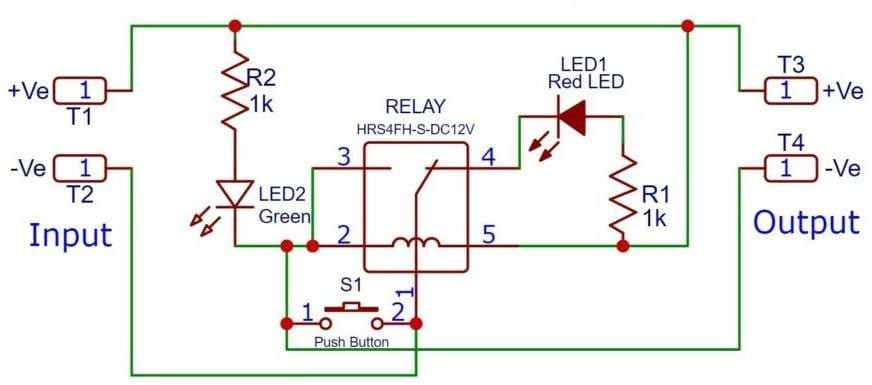 LED1
Red LED
T3
+Ve
1
T1
R2
1k
1
+Ve
RELAY
HRS4FH-S-DC12V
T4
-Ve
1
T2
3
4
1
-Ve
LED2
Green
R1
1k
Input
2
5
Output
S1
1
1
2
Push Button